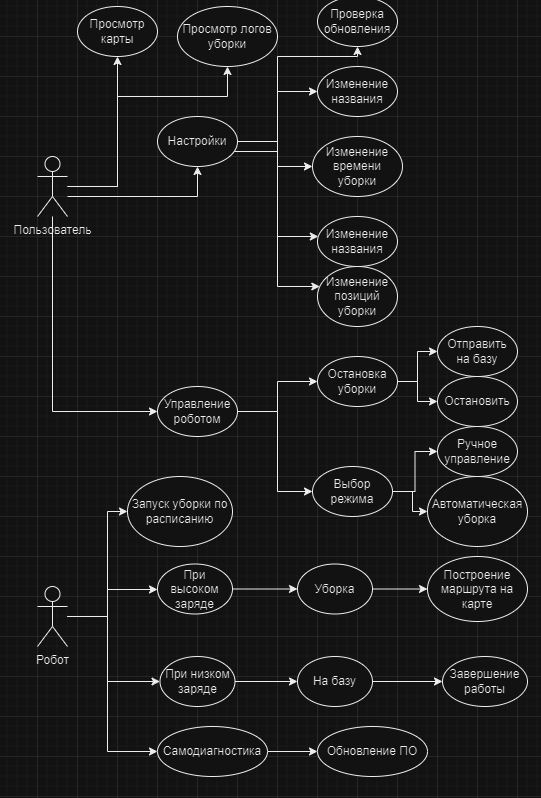 Просмотр
карты
Просмотр логов
уборки
Проверка
обновления
Изменение
названия
Настройки
Изменение
времени
уборки
Пользователь
Изменение
названия
Изменение
позиций
уборки
Отправить
на базу
Остановка
уборки
Остановить
Управление
роботом
Ручное
управление
Выбор
режима
Автоматическая
уборка
Запуск уборки по
расписанию
При
высоком
заряде
Уборка
Построение
маршрута на
карте
Робот
При низком
заряде
На базу
Завершение
работы
Самодиагностика
Обновление ПО